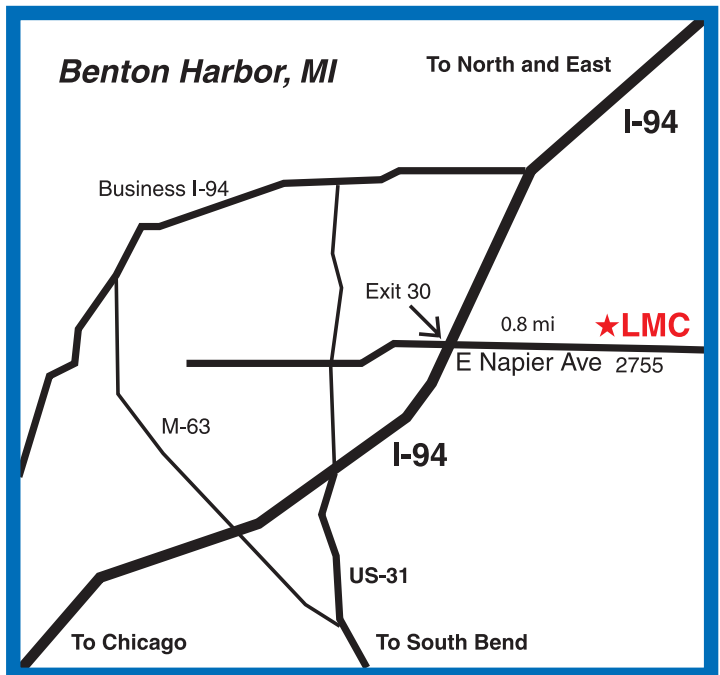 Benton Harbor, MI
To North and East
I-94
Business I-94
Exit 30
0.8 mi
★LMC
E Napier Ave 2755
M-63
I-94
US-31
To Chicago
To South Bend